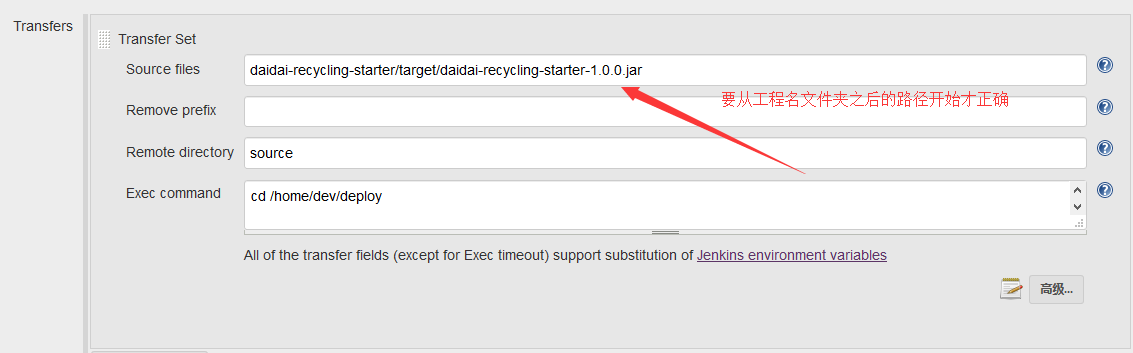 Transfers
Transfer Set
Source files
daidai-recycling-starter/target/daidai-recycling-starter-1.0.0.jar
要从工程名文件夹之后的路径开始才正确
Remove prefix
Remote directory
source
Exec command
cd /home/dev/deploy
All of the transfer fields (except for Exec timeout) support substitution of Jenkins environment variables
高级...